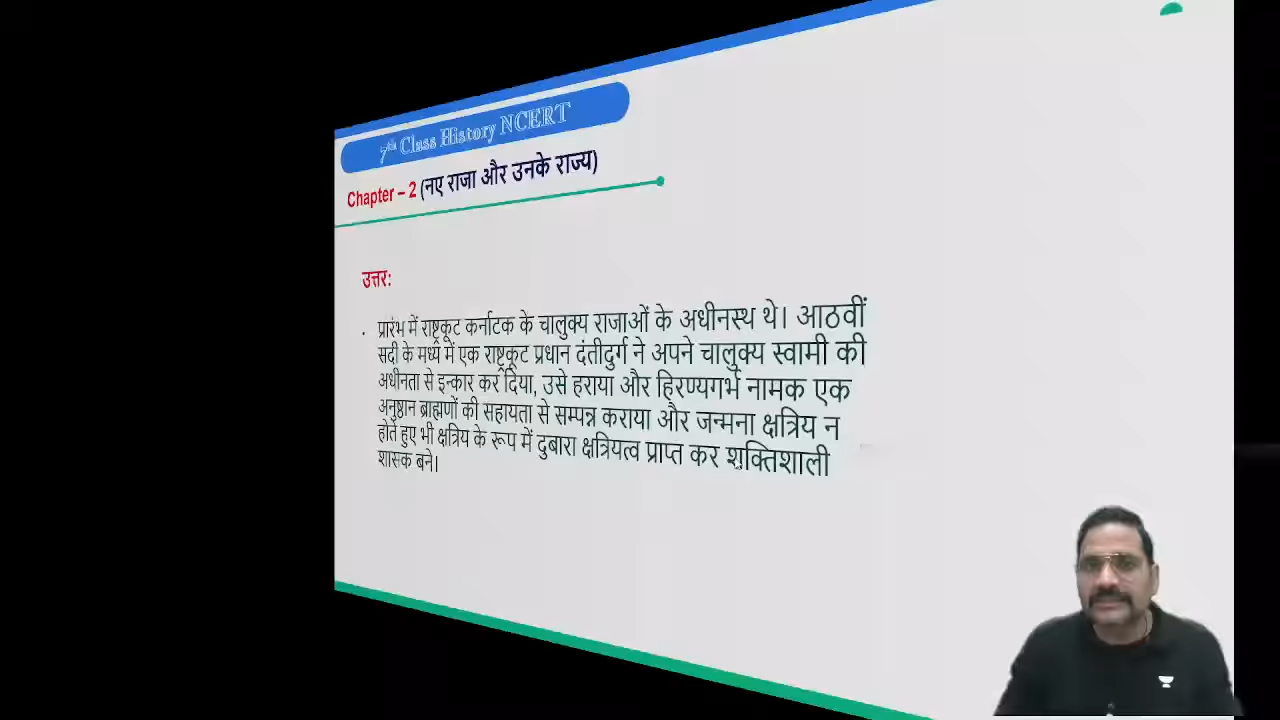 7th Class History NCERT
Chapter – 2 (नए राजा और उनके राज्य)
उत्तर:
• प्रारंभ में राष्ट्रकूट कर्नाटक के चालुक्य राजाओं के अधीनस्थ थे। आठवीं
सदी के मध्य में एक राष्ट्रकूट प्रधान दंतीदुर्ग ने अपने चालुक्य स्वामी की
अधीनता से इन्कार कर दिया, उसे हराया और हिरण्यगर्भ नामक एक
अनुष्ठान ब्राह्मणों की सहायता से सम्पन्न कराया और जन्मना क्षत्रिय न
होते हुए भी क्षत्रिय के रूप में दुबारा क्षत्रियत्व प्राप्त कर शक्तिशाली
शासक बने।